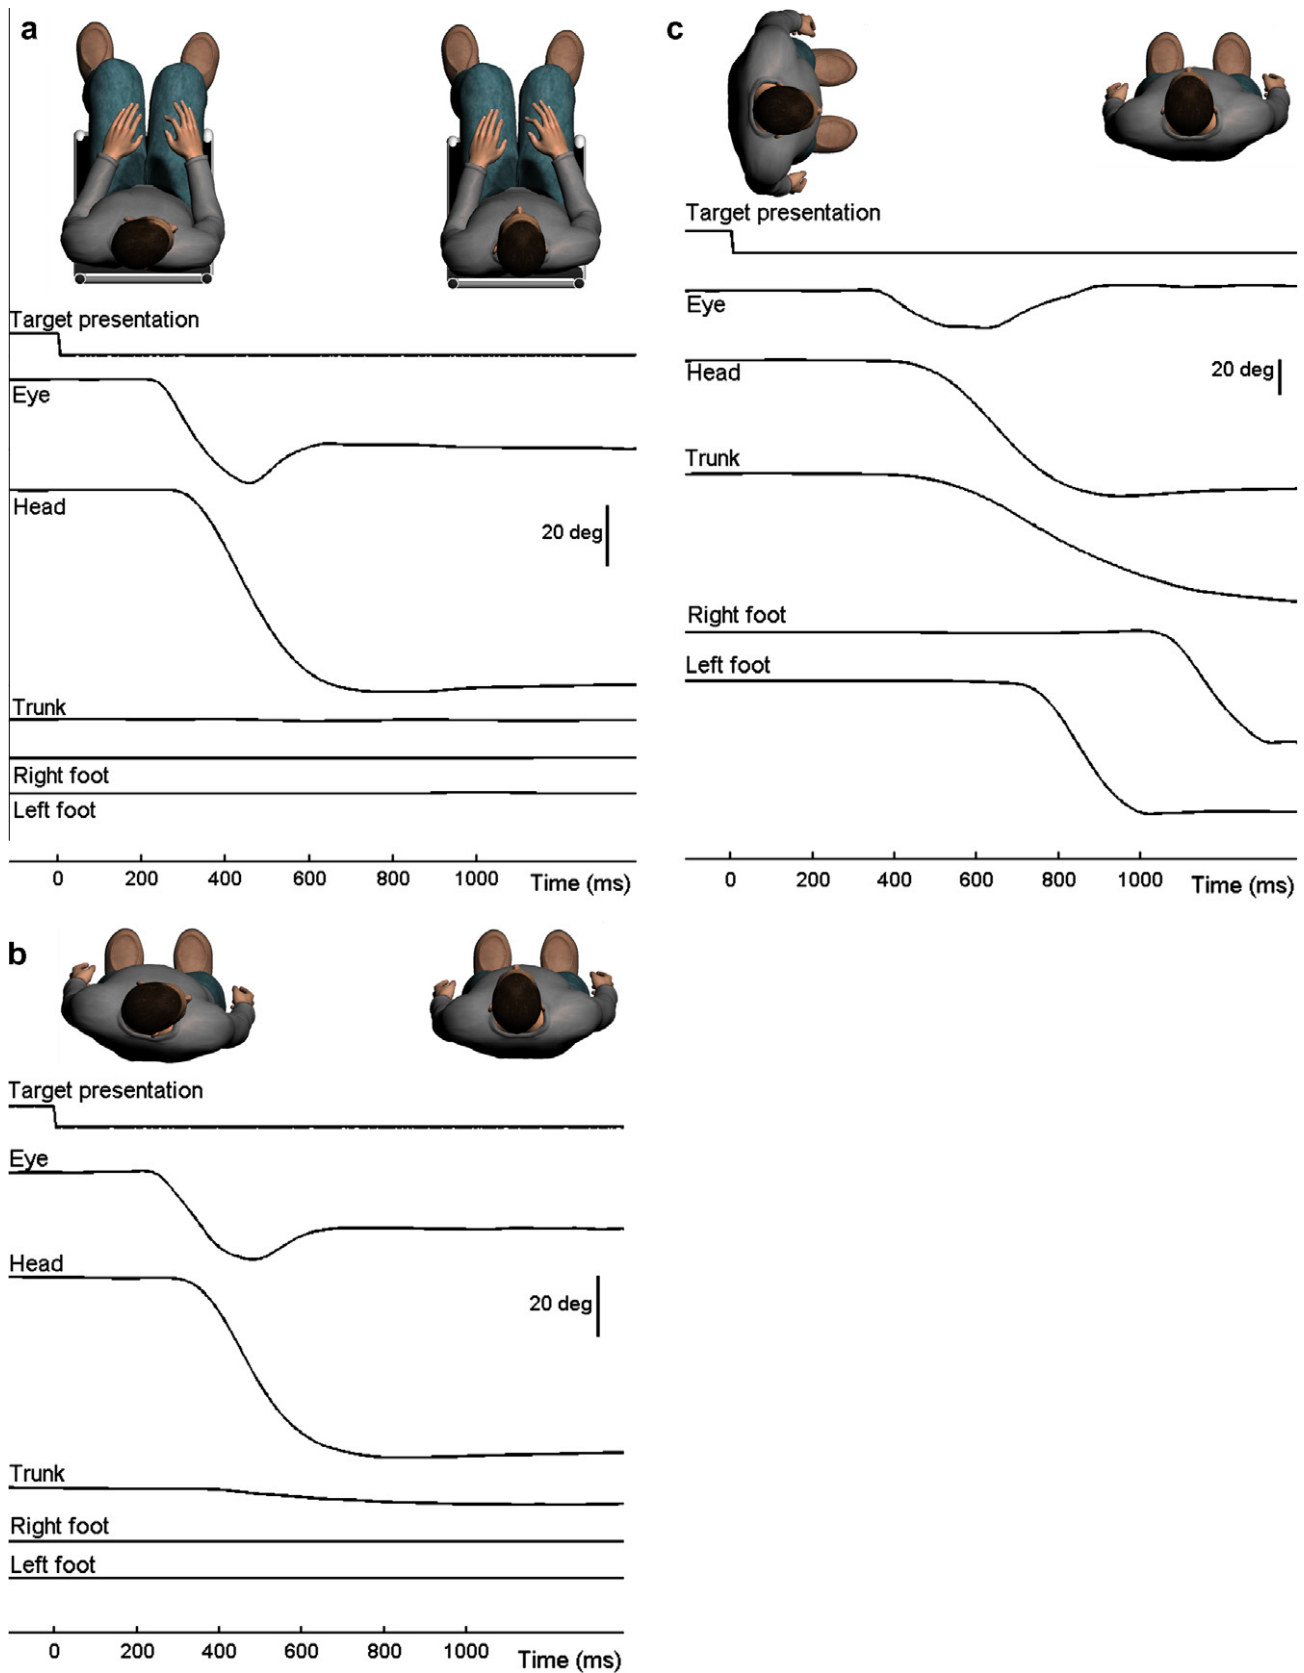 a
Target presentation
Eye
Head
20 deg
Trunk
Right foot
Left foot
0 200 400 600 800 1000 Time (ms)
b
Target presentation
Eye
Head
20 deg
Trunk
Right foot
Left foot
0 200 400 600 800 1000 Time (ms)
c
Target presentation
Eye
Head
20 deg
Trunk
Right foot
Left foot
0 200 400 600 800 1000 Time (ms)